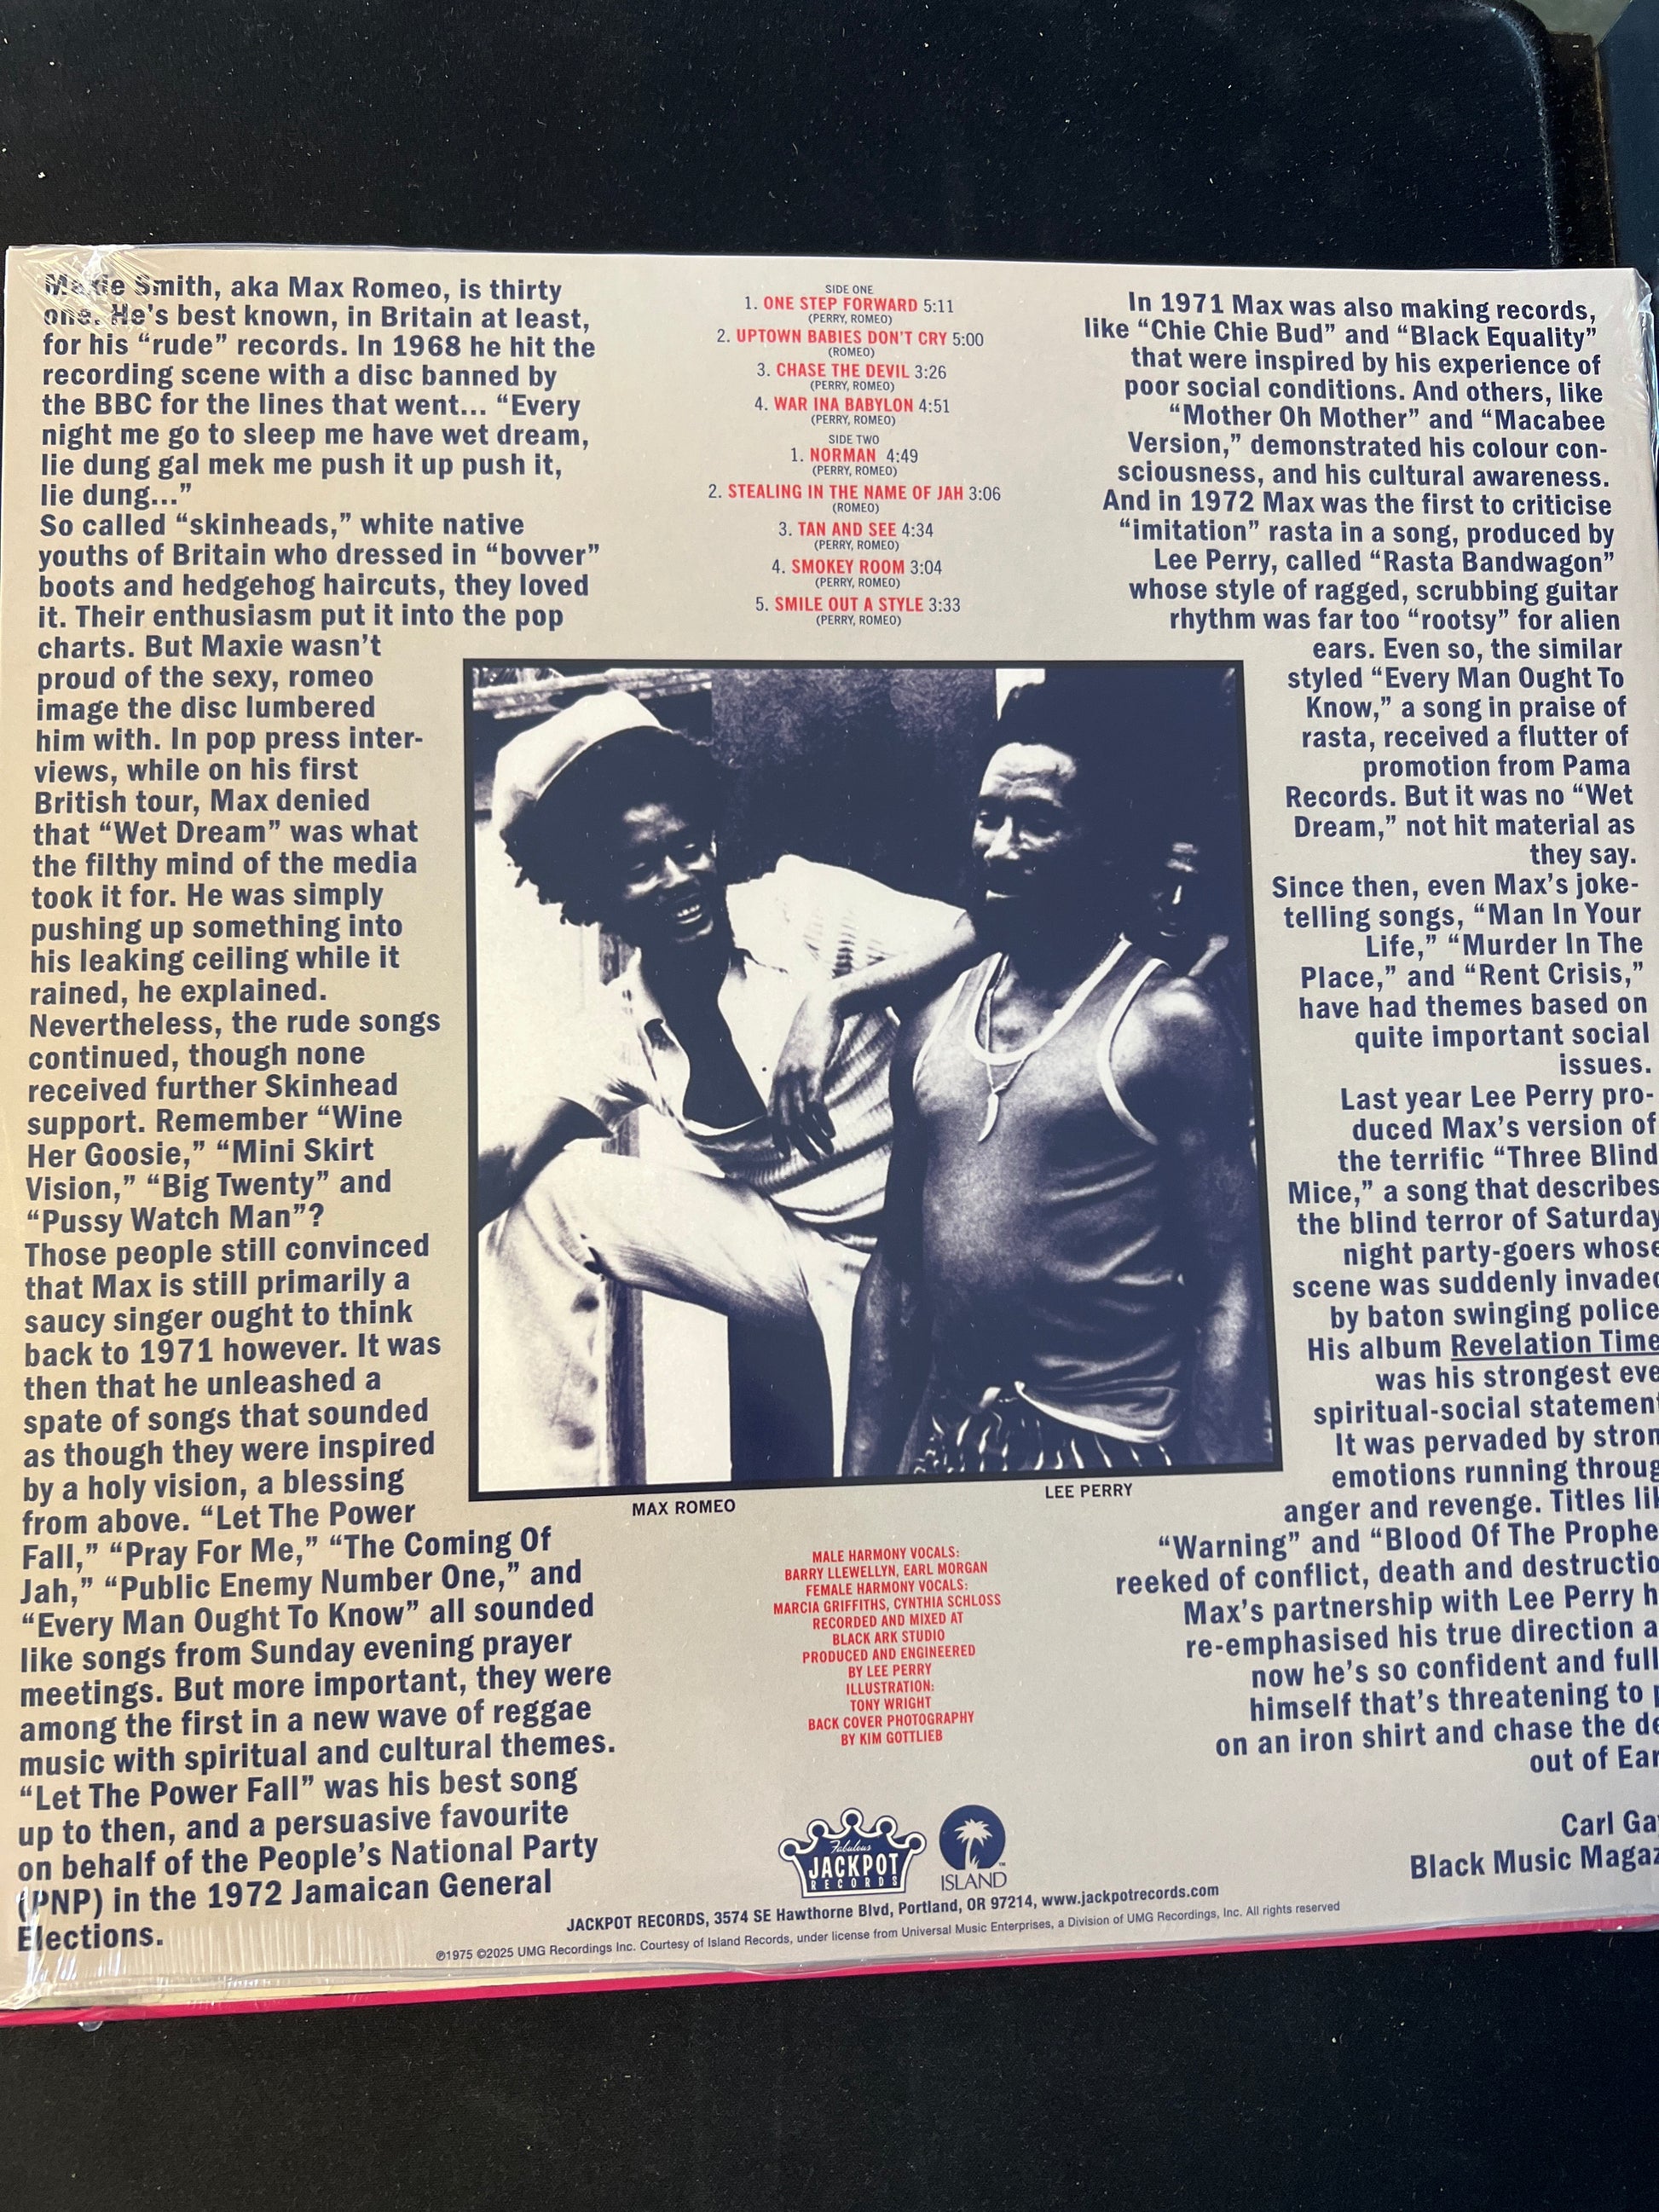 Maxie Smith, aka Max Romeo, is thirty
one. He's best known, in Britain at least,
for his “rude” records. In 1968 he hit the
recording scene with a disc banned by
the BBC for the lines that went... “Every
night me go to sleep me have wet dream,
lie dung gal mek me push it up push it,
lie dung...”
So called “skinheads,” white native
youths of Britain who dressed in “bovver”
boots and hedgehog haircuts, they loved
it. Their enthusiasm put it into the pop
charts. But Maxie wasn't
proud of the sexy, romeo
image the disc lumbered
him with. In pop press inter-
views, while on his first
British tour, Max denied
that “Wet Dream” was what
the filthy mind of the media
took it for. He was simply
pushing up something into
his leaking ceiling while it
rained, he explained.
Nevertheless, the rude songs
continued, though none
received further Skinhead
support. Remember “Wine
Her Goosie,” “Mini Skirt
Vision,” “Big Twenty” and
“Pussy Watch Man”?
Those people still convinced
that Max is still primarily a
saucy singer ought to think
back to 1971 however. It was
then that he unleashed a
spate of songs that sounded
as though they were inspired
by a holy vision, a blessing
from above. “Let The Power
Fall,” “Pray For Me,” “The Coming Of
Jah,” “Public Enemy Number One,” and
“Every Man Ought To Know” all sounded
like songs from Sunday evening prayer
meetings. But more important, they were
among the first in a new wave of reggae
music with spiritual and cultural themes.
“Let The Power Fall” was his best song
up to then, and a persuasive favourite
on behalf of the People's National Party
(PNP) in the 1972 Jamaican General
Elections.
SIDE ONE
1. ONE STEP FORWARD 5:11
(PERRY, ROMEO)
2. UPTOWN BABIES DON'T CRY 5:00
(ROMEO)
3. CHASE THE DEVIL 3:26
(PERRY, ROMEO)
4. WAR INA BABYLON 4:51
(PERRY, ROMEO)
SIDE TWO
1. NORMAN 4:49
(PERRY, ROMEO)
2. STEALING IN THE NAME OF JAH 3:06
(ROMEO)
3. TAN AND SEE 4:34
(PERRY, ROMEO)
4. SMOKEY ROOM 3:04
(PERRY, ROMEO)
5. SMILE OUT A STYLE 3:33
(PERRY, ROMEO)
In 1971 Max was also making records,
like “Chie Chie Bud” and “Black Equality”
that were inspired by his experience of
poor social conditions. And others, like
“Mother Oh Mother” and “Macabee
Version,” demonstrated his colour con-
sciousness, and his cultural awareness.
And in 1972 Max was the first to criticise
“imitation” rasta in a song, produced by
Lee Perry, called “Rasta Bandwagon”
whose style of ragged, scrubbing guitar
rhythm was far too “rootsy” for alien
ears. Even so, the similar
styled “Every Man Ought To
Know,” a song in praise of
rasta, received a flutter of
promotion from Pama
Records. But it was no “Wet
Dream,” not hit material as
they say.
Since then, even Max's joke-
telling songs, “Man In Your
Life,” “Murder In The
Place,” and “Rent Crisis,”
have had themes based on
quite important social
issues.
Last year Lee Perry pro-
duced Max's version of
the terrific “Three Blind
Mice,” a song that describes
the blind terror of Saturday
night party-goers whose
scene was suddenly invaded
by baton swinging police
His album Revelation Time
was his strongest eve
spiritual-social statement
It was pervaded by stron
emotions running throug
anger and revenge. Titles lik
“Warning” and “Blood Of The Prophe
reeked of conflict, death and destructio
Max's partnership with Lee Perry h
re-emphasised his true direction a
now he's so confident and full
himself that's threatening to p
on an iron shirt and chase the de
out of Ear
Carl Ga
Black Music Magaz
MAX ROMEO
LEE PERRY
MALE HARMONY VOCALS:
BARRY LLEWELLYN, EARL MORGAN
FEMALE HARMONY VOCALS:
MARCIA GRIFFITHS, CYNTHIA SCHLOSS
RECORDED AND MIXED AT
BLACK ARK STUDIO
PRODUCED AND ENGINEERED
BY LEE PERRY
ILLUSTRATION:
TONY WRIGHT
BACK COVER PHOTOGRAPHY
BY KIM GOTTLIEB
Fabulous
JACKPOT
RECORDS
ISLAND
TM
JACKPOT RECORDS, 3574 SE Hawthorne Blvd, Portland, OR 97214, www.jackpotrecords.com
℗1975 ©2025 UMG Recordings Inc. Courtesy of Island Records, under license from Universal Music Enterprises, a Division of UMG Recordings, Inc. All rights reserved